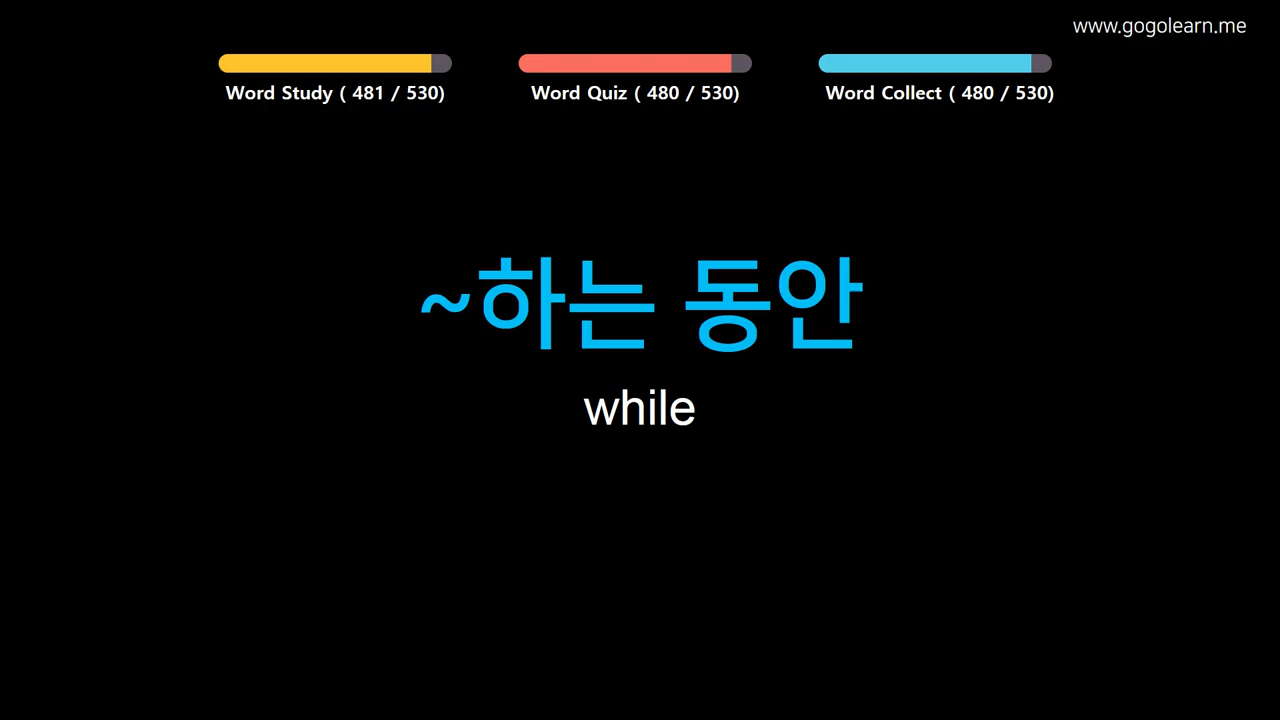 www.gogolearn.me
Word Study ( 481 / 530)
Word Quiz ( 480 / 530)
Word Collect ( 480 / 530)
~하는 동안
while